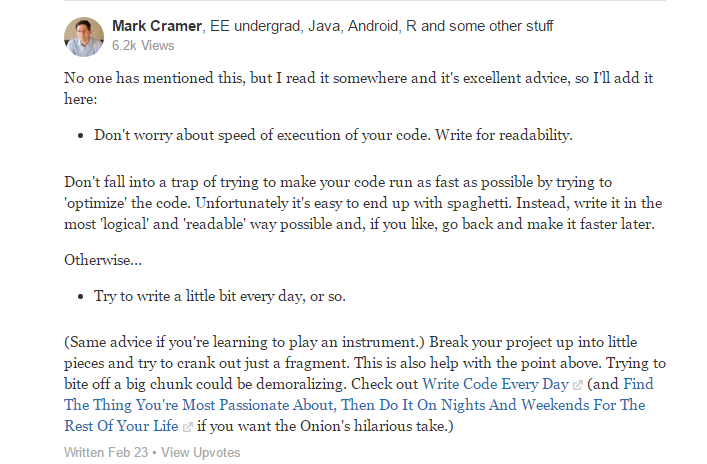 Mark Cramer, EE undergrad, Java, Android, R and some other stuff
6.2k Views
No one has mentioned this, but I read it somewhere and it's excellent advice, so I'll add it
here:
• Don't worry about speed of execution of your code. Write for readability.
Don't fall into a trap of trying to make your code run as fast as possible by trying to
'optimize' the code. Unfortunately it's easy to end up with spaghetti. Instead, write it in the
most 'logical' and 'readable' way possible and, if you like, go back and make it faster later.
Otherwise...
• Try to write a little bit every day, or so.
(Same advice if you're learning to play an instrument.) Break your project up into little
pieces and try to crank out just a fragment. This is also help with the point above. Trying to
bite off a big chunk could be demoralizing. Check out Write Code Every Day (and Find
The Thing You're Most Passionate About, Then Do It On Nights And Weekends For The
Rest Of Your Life if you want the Onion's hilarious take.)
Written Feb 23 • View Upvotes